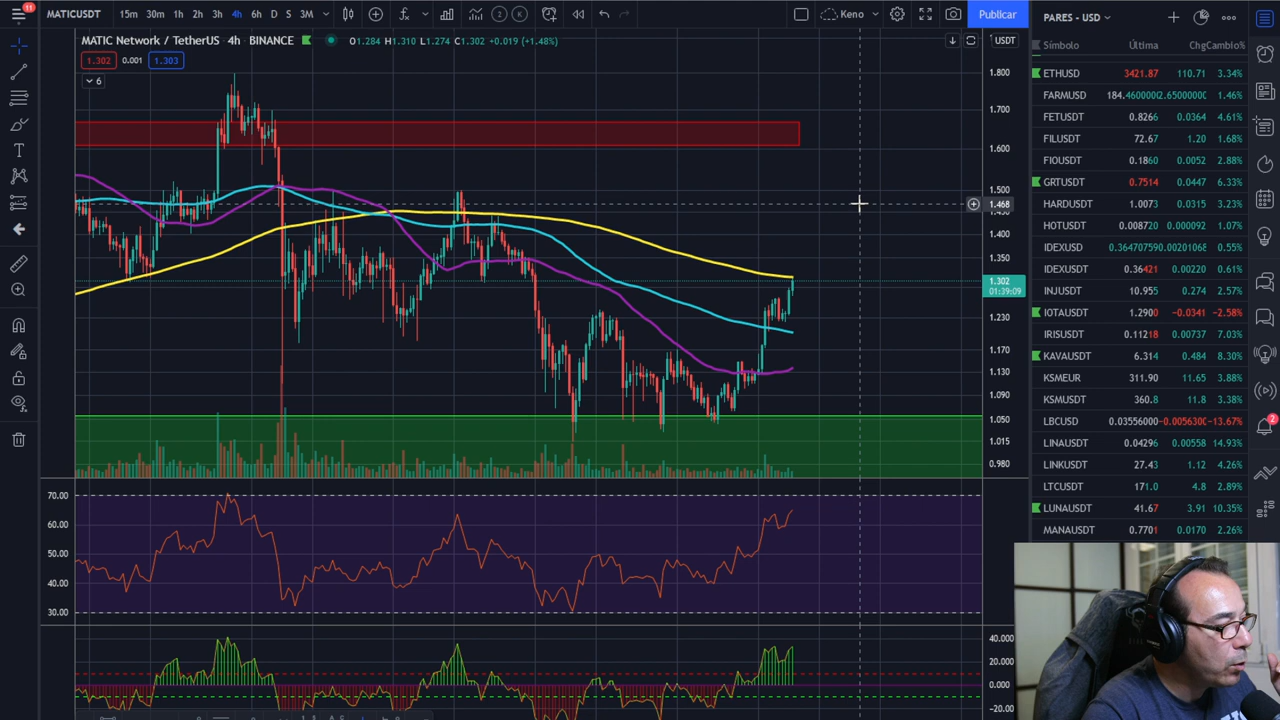 11
MATICUSDT 15m 30m 1h 2h 3h 4h 6h D S 3M 2 K Keno Publicar
MATIC Network / TetherUS 4h BINANCE O1.284 H1.310 L1.274 C1.302 +0.019 (+1.48%)
USDT
1.302 0.001 1.303
6
1.800
1.700
1.600
1.500
1.468
1.450
1.400
1.350
1.302
01:39:09
1.230
1.170
1.130
1.090
1.050
1.015
0.980
70.00
60.00
50.00
40.00
30.00
40.000
20.000
0.000
−20.000
PARES - USD
Símbolo Última Chg Cambio%
ETHUSD 3421.87 110.71 3.34%
FARMUSD 184.4600002.6500000C 1.46%
FETUSDT 0.8266 0.0364 4.61%
FILUSDT 72.67 1.20 1.68%
FIOUSDT 0.1860 0.0052 2.88%
GRTUSDT 0.7514 0.0447 6.33%
HARDUSDT 1.0073 0.0315 3.23%
HOTUSDT 0.008720 0.000092 1.07%
IDEXUSD 0.364707590.00201068 0.55%
IDEXUSDT 0.36421 0.00220 0.61%
INJUSDT 10.955 0.274 2.57%
IOTAUSDT 1.2900 −0.0341 −2.58%
IRISUSDT 0.11218 0.00737 7.03%
KAVAUSDT 6.314 0.484 8.30%
KSMEUR 311.90 11.65 3.88%
KSMUSDT 360.8 11.8 3.38%
LBCUSD 0.03556000−0.005630C −13.67%
LINAUSDT 0.04296 0.00558 14.93%
LINKUSDT 27.43 1.12 4.26%
LTCUSDT 171.0 4.8 2.89%
LUNAUSDT 41.67 3.91 10.35%
MANAUSDT 0.7701 0.0170 2.26%
2